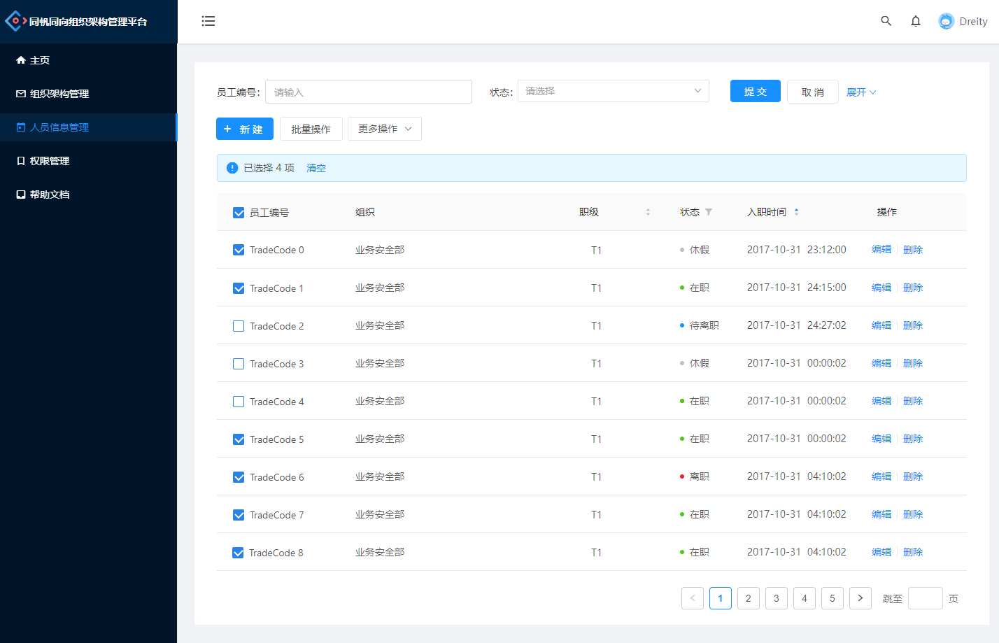 同帆同向组织架构管理平台
Dreity
主页
组织架构管理
人员信息管理
权限管理
帮助文档
员工编号: 请输入 状态: 请选择 提 交 取 消 展开
+ 新 建 批量操作 更多操作
已选择 4 项 清空
员工编号 组织 职级 状态 入职时间 操作
TradeCode 0 业务安全部 T1 休假 2017-10-31 23:12:00 编辑 删除
TradeCode 1 业务安全部 T1 在职 2017-10-31 24:15:00 编辑 删除
TradeCode 2 业务安全部 T1 待离职 2017-10-31 24:27:02 编辑 删除
TradeCode 3 业务安全部 T1 休假 2017-10-31 00:00:02 编辑 删除
TradeCode 4 业务安全部 T1 在职 2017-10-31 00:00:02 编辑 删除
TradeCode 5 业务安全部 T1 在职 2017-10-31 00:00:02 编辑 删除
TradeCode 6 业务安全部 T1 离职 2017-10-31 04:10:02 编辑 删除
TradeCode 7 业务安全部 T1 在职 2017-10-31 04:10:02 编辑 删除
TradeCode 8 业务安全部 T1 在职 2017-10-31 04:10:02 编辑 删除
< 1 2 3 4 5 > 跳至 页